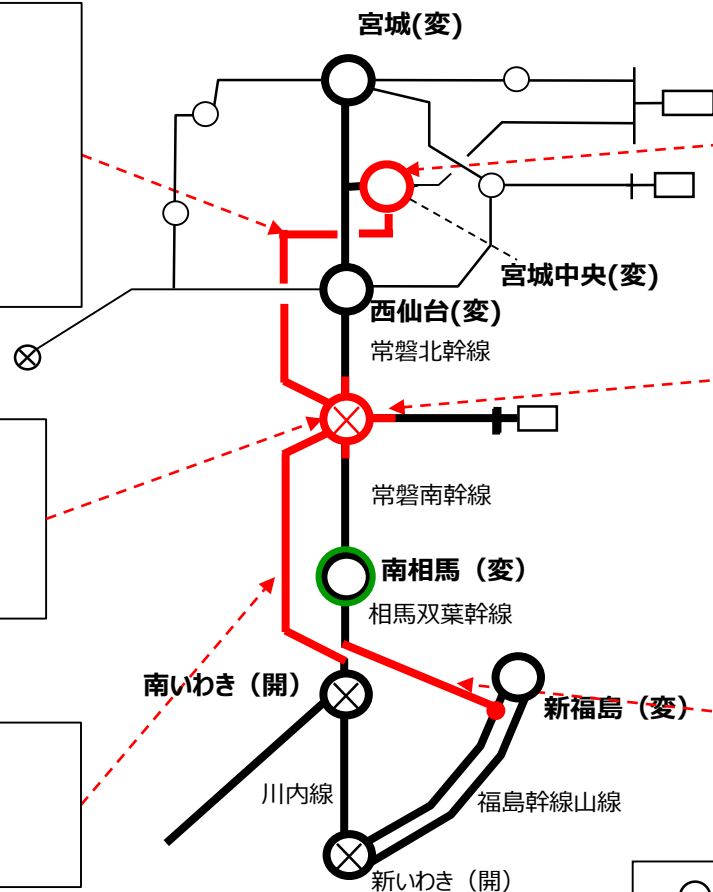 宮城(変)
宮城中央(変)
西仙台(変)
常磐北幹線
常磐南幹線
南相馬（変）
相馬双葉幹線
南いわき（開）
新福島（変）
川内線
福島幹線山線
新いわき（開）